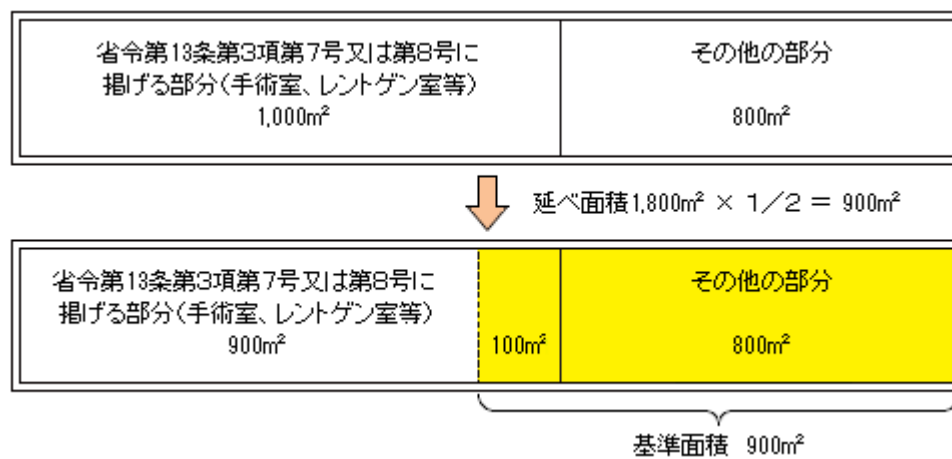 省令第13条第3項第7号又は第8号に
掲げる部分(手術室、レントゲン室等)
1,000㎡
その他の部分
800㎡
延べ面積1,800㎡ × 1/2 = 900㎡
省令第13条第3項第7号又は第8号に
掲げる部分(手術室、レントゲン室等)
900㎡
100㎡
その他の部分
800㎡
基準面積 900㎡